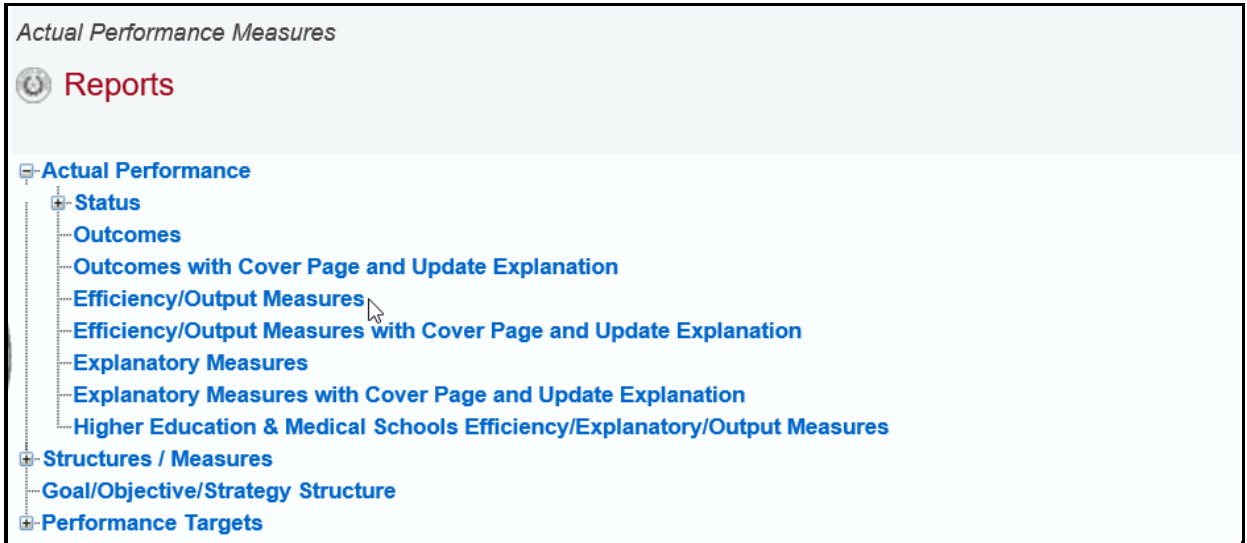 Actual Performance Measures
Reports
Actual Performance
Status
Outcomes
Outcomes with Cover Page and Update Explanation
Efficiency/Output Measures
Efficiency/Output Measures with Cover Page and Update Explanation
Explanatory Measures
Explanatory Measures with Cover Page and Update Explanation
Higher Education & Medical Schools Efficiency/Explanatory/Output Measures
Structures / Measures
Goal/Objective/Strategy Structure
Performance Targets